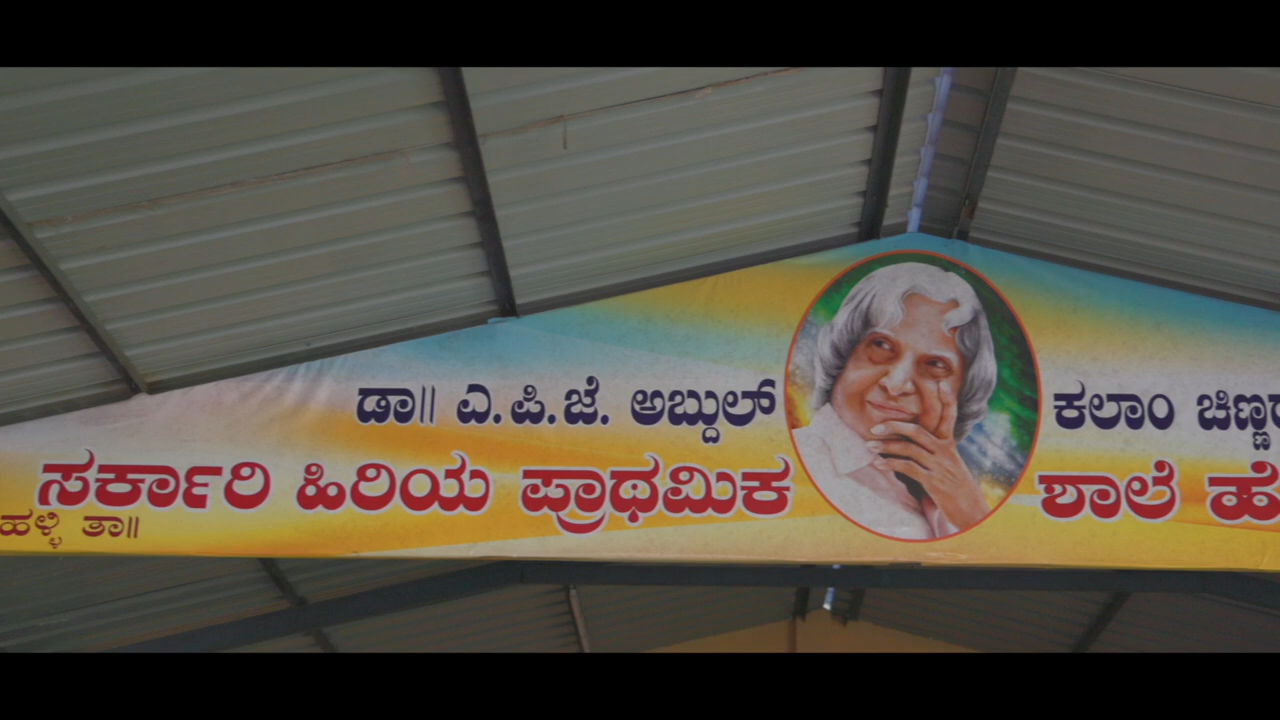 ಡಾ|| ಎ.ಪಿ.ಜೆ. ಅಬ್ದುಲ್ ಕಲಾಂ
ಸರ್ಕಾರಿ ಹಿರಿಯ ಪ್ರಾಥಮಿಕ ಶಾಲೆ
ತಾ||